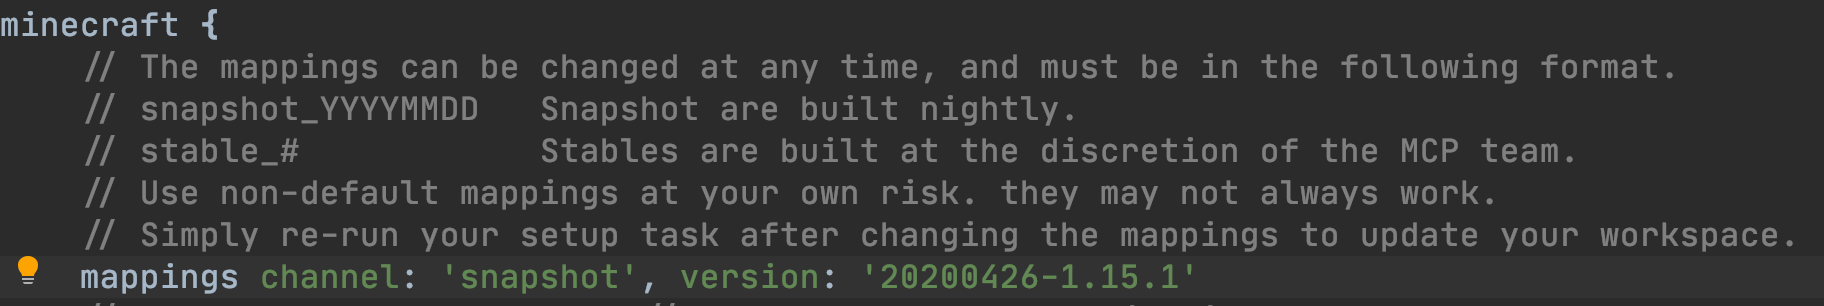 minecraft {
// The mappings can be changed at any time, and must be in the following format.
// snapshot_YYYYMMDD   Snapshot are built nightly.
// stable_#            Stables are built at the discretion of the MCP team.
// Use non-default mappings at your own risk. they may not always work.
// Simply re-run your setup task after changing the mappings to update your workspace.
mappings channel: 'snapshot', version: '20200426-1.15.1'